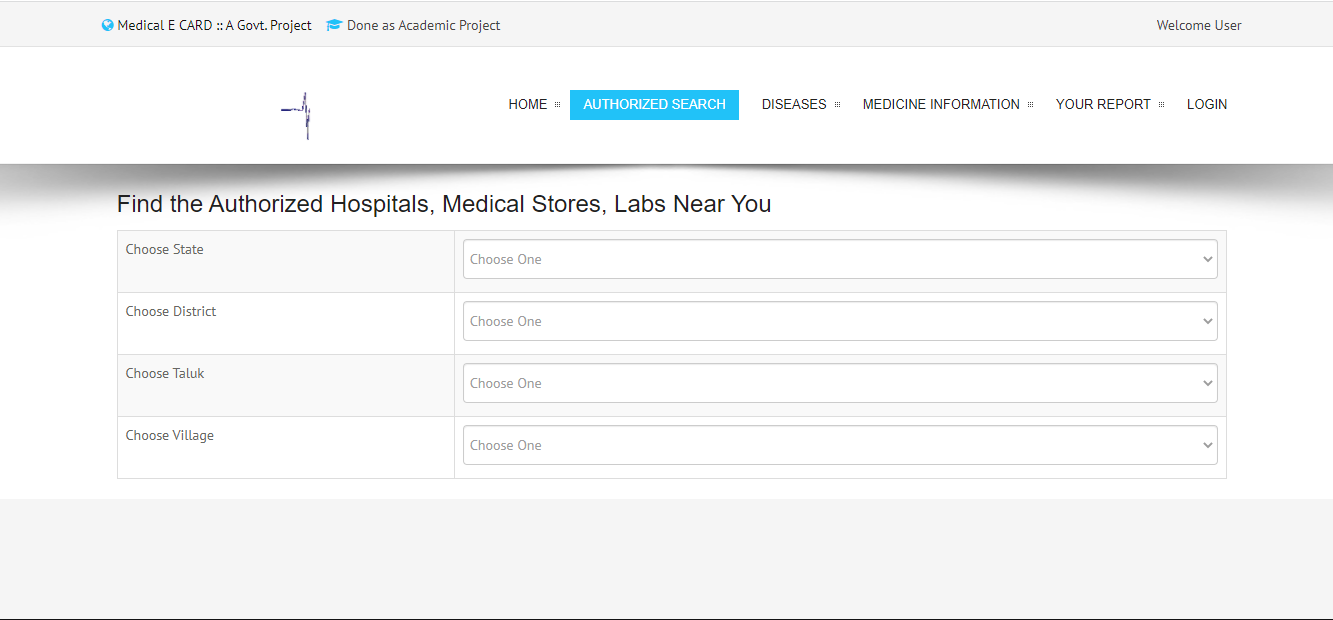 Medical E CARD :: A Govt. Project Done as Academic Project Welcome User
HOME AUTHORIZED SEARCH DISEASES MEDICINE INFORMATION YOUR REPORT LOGIN
Find the Authorized Hospitals, Medical Stores, Labs Near You
Choose State Choose One
Choose District Choose One
Choose Taluk Choose One
Choose Village Choose One